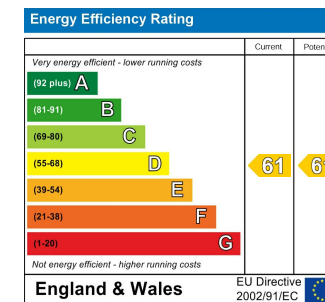 Energy Efficiency Rating
Current
Very energy efficient - lower running costs
(92 plus) A
(81-91) B
(69-80) C
(55-68) D
61
(39-54) E
(21-38) F
(1-20) G
Not energy efficient - higher running costs
England & Wales
EU Directive
2002/91/EC